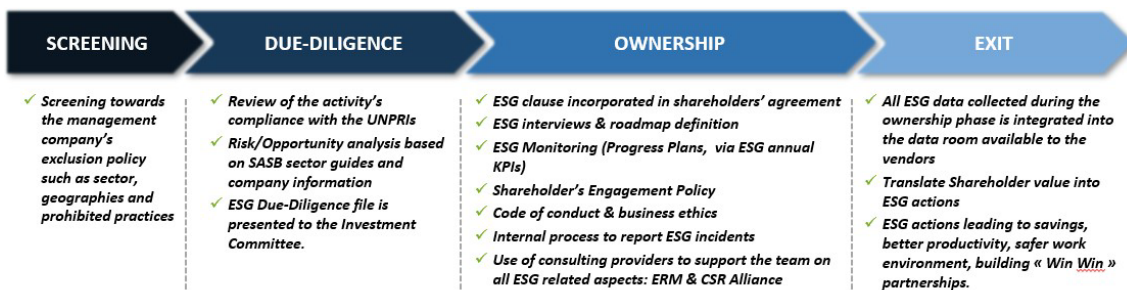 SCREENING
DUE-DILIGENCE
OWNERSHIP
EXIT
✓ Screening towards
the management
company's
exclusion policy
such as sector,
geographies and
prohibited practices
✓ Review of the activity's
compliance with the UNPRIs
✓ Risk/Opportunity analysis based
on SASB sector guides and
company information
✓ ESG Due-Diligence file is
presented to the Investment
Committee.
✓ ESG clause incorporated in shareholders' agreement
✓ ESG interviews & roadmap definition
✓ ESG Monitoring (Progress Plans, via ESG annual
KPIs)
✓ Shareholder's Engagement Policy
✓ Code of conduct & business ethics
✓ Internal process to report ESG incidents
✓ Use of consulting providers to support the team on
all ESG related aspects: ERM & CSR Alliance
✓ All ESG data collected during the
ownership phase is integrated into
the data room available to the
vendors
✓ Translate Shareholder value into
ESG actions
✓ ESG actions leading to savings,
better productivity, safer work
environment, building « Win Win »
partnerships.